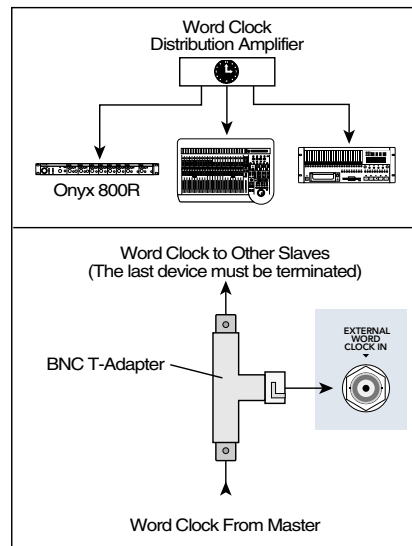 Word Clock
Distribution Amplifier
Onyx 800R
Word Clock to Other Slaves
(The last device must be terminated)
BNC T-Adapter
EXTERNAL
WORD
CLOCK IN
Word Clock From Master